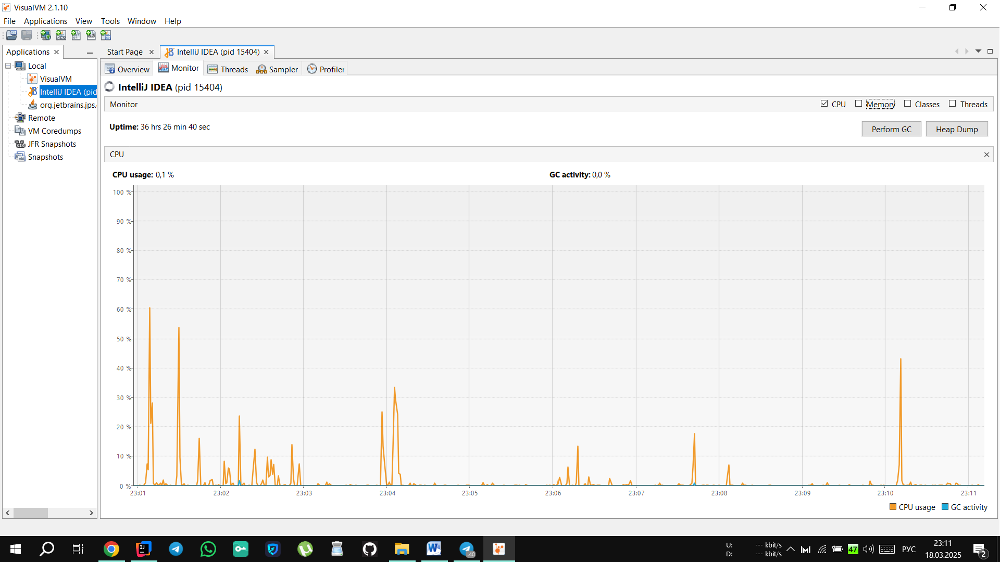 VisualVM 2.1.10
File Applications View Tools Window Help
Applications
Start Page
IntelliJ IDEA (pid 15404)
Local
VisualVM
IntelliJ IDEA (pid
org.jetbrains.jps.
Remote
VM Coredumps
JFR Snapshots
Snapshots
Overview Monitor Threads Sampler Profiler
IntelliJ IDEA (pid 15404)
Monitor
CPU Memory Classes Threads
Uptime: 36 hrs 26 min 40 sec
Perform GC Heap Dump
CPU
CPU usage: 0,1 % GC activity: 0,0 %
100 %
90 %
80 %
70 %
60 %
50 %
40 %
30 %
20 %
10 %
0 %
23:01 23:02 23:03 23:04 23:05 23:06 23:07 23:08 23:09 23:10 23:11
CPU usage GC activity
U: --- kbit/s
D: --- kbit/s
47
РУС
23:11
18.03.2025
2
40